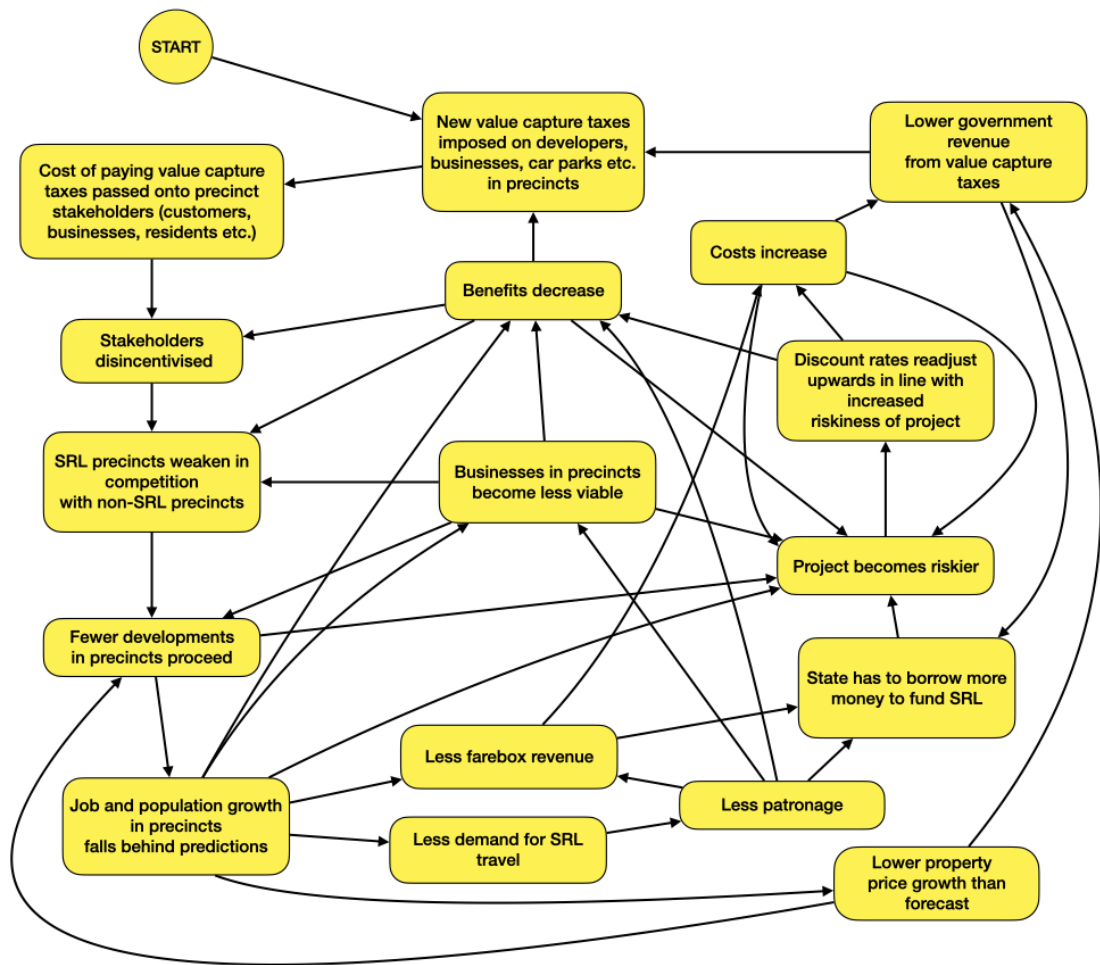 START
New value capture taxes
imposed on developers,
businesses, car parks etc.
in precincts
Lower government
revenue
from value capture
taxes
Cost of paying value capture
taxes passed onto precinct
stakeholders (customers,
businesses, residents etc.)
Costs increase
Benefits decrease
Stakeholders
disincentivised
Discount rates readjust
upwards in line with
increased
riskiness of project
SRL precincts weaken in
competition
with non-SRL precincts
Businesses in precincts
become less viable
Project becomes riskier
Fewer developments
in precincts proceed
State has to borrow more
money to fund SRL
Less farebox revenue
Job and population growth
in precincts
falls behind predictions
Less patronage
Less demand for SRL
travel
Lower property
price growth than
forecast